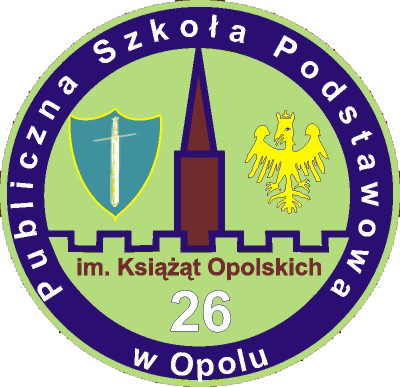 Publiczna Szkoła Podstawowa
im. Książąt Opolskich
26
w Opolu